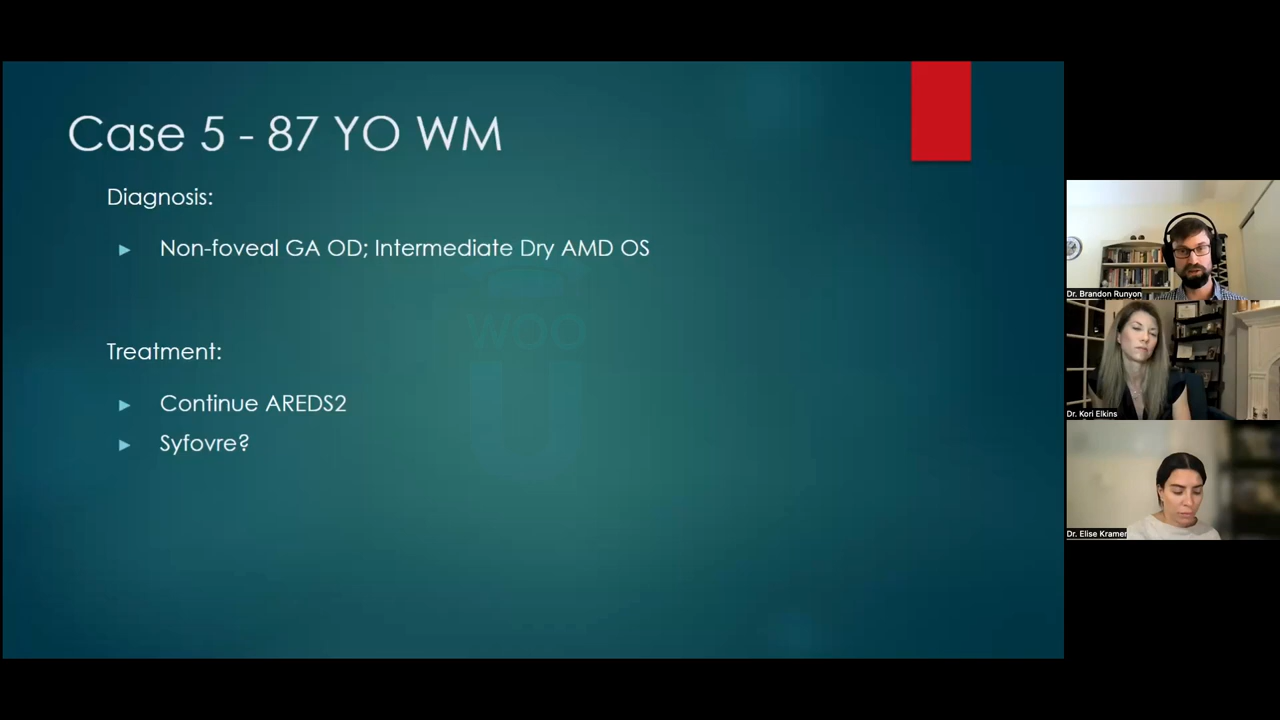 Case 5 - 87 YO WM
Diagnosis:
Non-foveal GA OD; Intermediate Dry AMD OS
WOO
U
Treatment:
Continue AREDS2
Syfovre?
Dr. Brandon Runyon
Dr. Kori Elkins
Dr. Elise Kramer